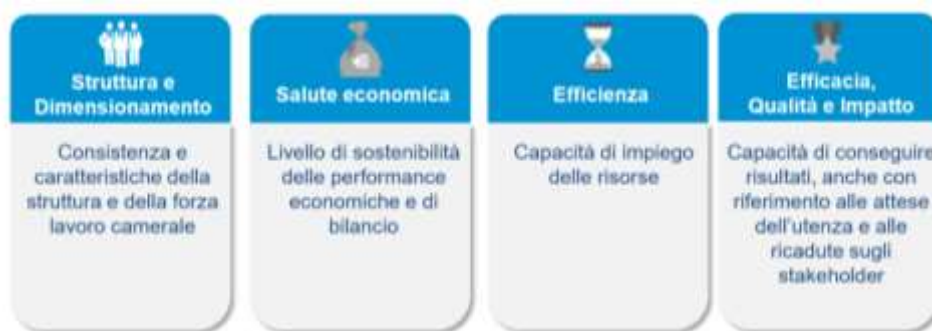 Struttura e
Dimensionamento
Consistenza e
caratteristiche della
struttura e della forza
lavoro camerale
Salute economica
Livello di sostenibilità
delle performance
economiche e di
bilancio
Efficienza
Capacità di impiego
delle risorse
Efficacia,
Qualità e Impatto
Capacità di conseguire
risultati, anche con
riferimento alle attese
dell'utenza e alle
ricadute sugli
stakeholder